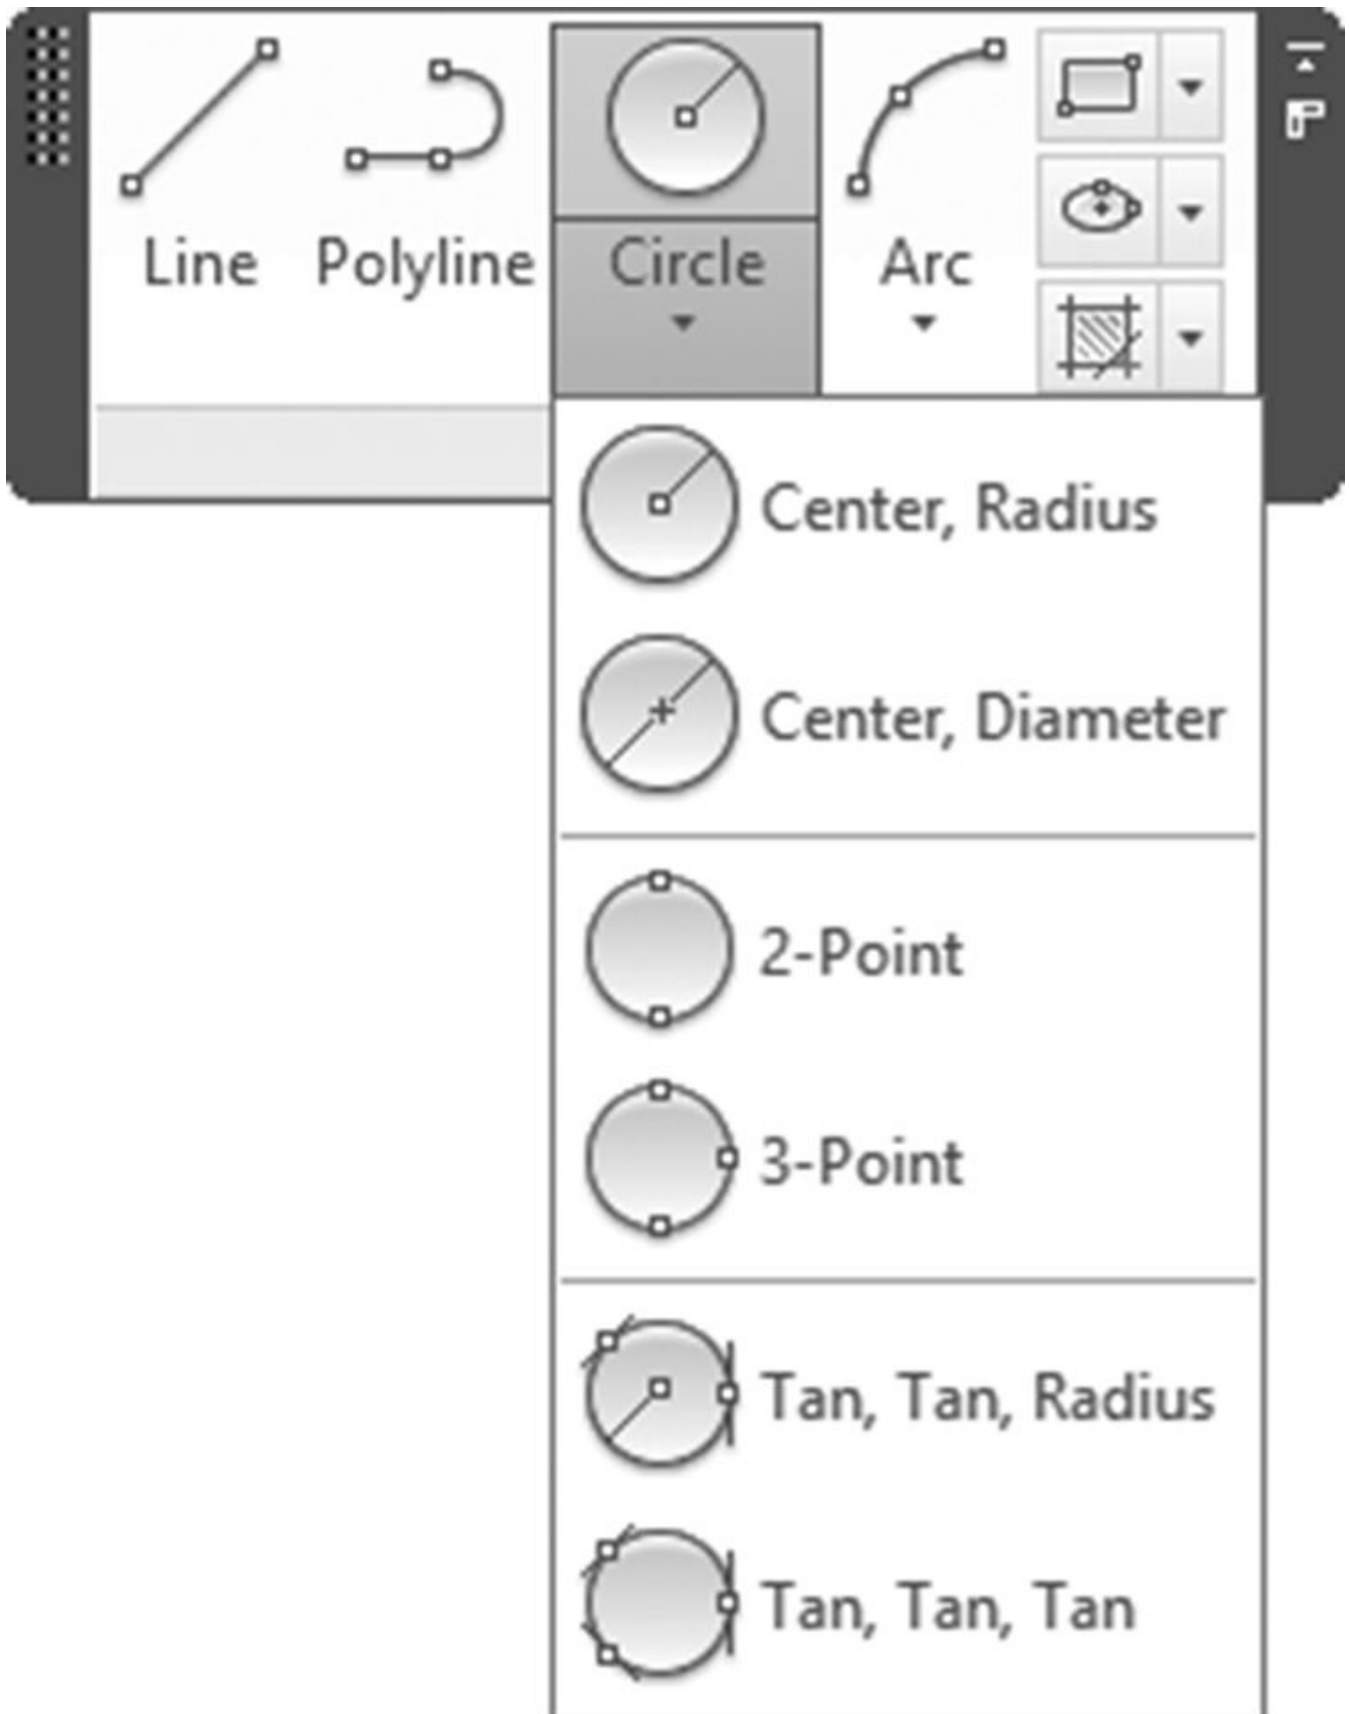 Line Polyline Circle Arc
Center, Radius
Center, Diameter
2-Point
3-Point
Tan, Tan, Radius
Tan, Tan, Tan